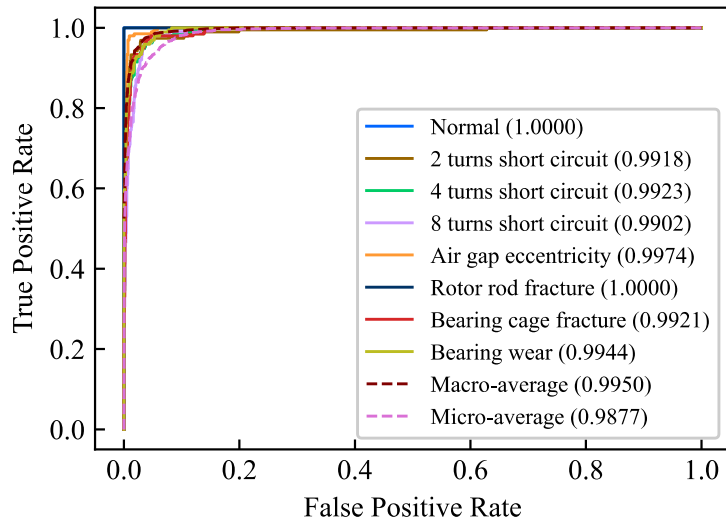 True Positive Rate
1.0
0.8
0.6
0.4
0.2
0.0
Normal (1.0000)
2 turns short circuit (0.9918)
4 turns short circuit (0.9923)
8 turns short circuit (0.9902)
Air gap eccentricity (0.9974)
Rotor rod fracture (1.0000)
Bearing cage fracture (0.9921)
Bearing wear (0.9944)
Macro-average (0.9950)
Micro-average (0.9877)
0.0 0.2 0.4 0.6 0.8 1.0
False Positive Rate